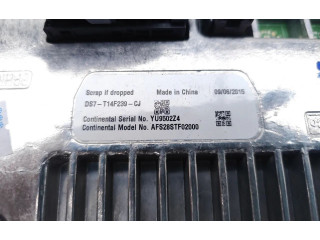 Scrap if dropped Made in China 09/06/2015
DS7-T14F239-CJ
Continental Serial No. YU9502Z4
Continental Model No. AFS28STF02000